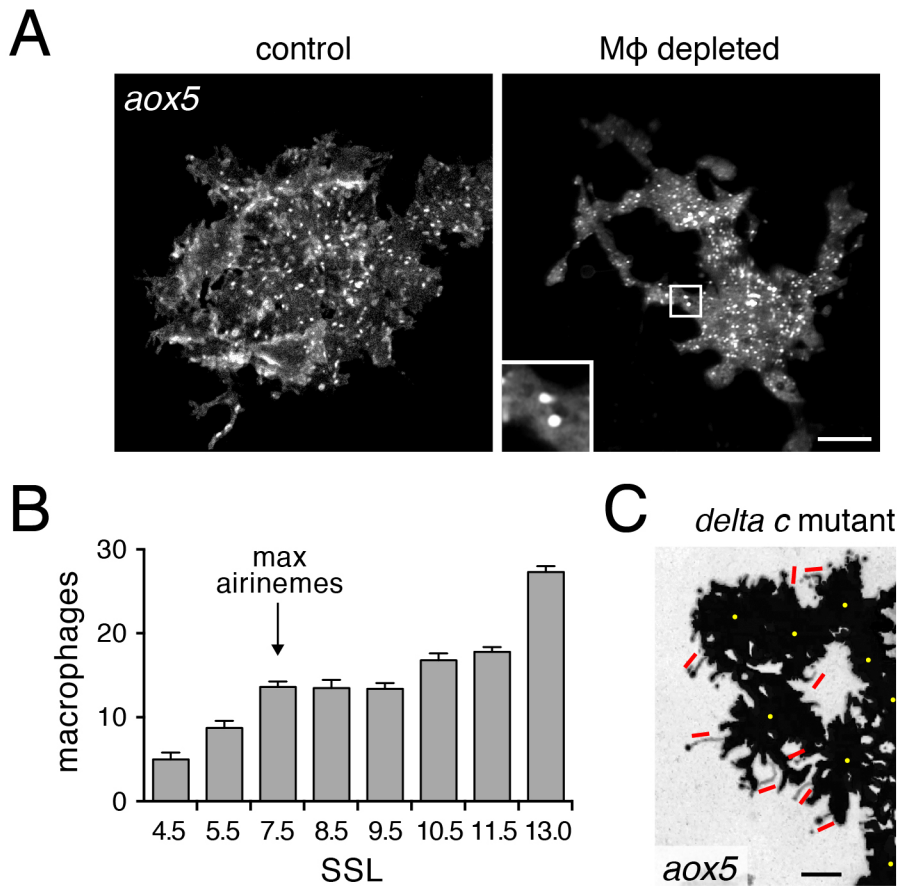 A
control
Mϕ depleted
aox5
B
30
20
10
0
macrophages
max
airinemes
4.5 5.5 7.5 8.5 9.5 10.5 11.5 13.0
SSL
C
delta c mutant
aox5